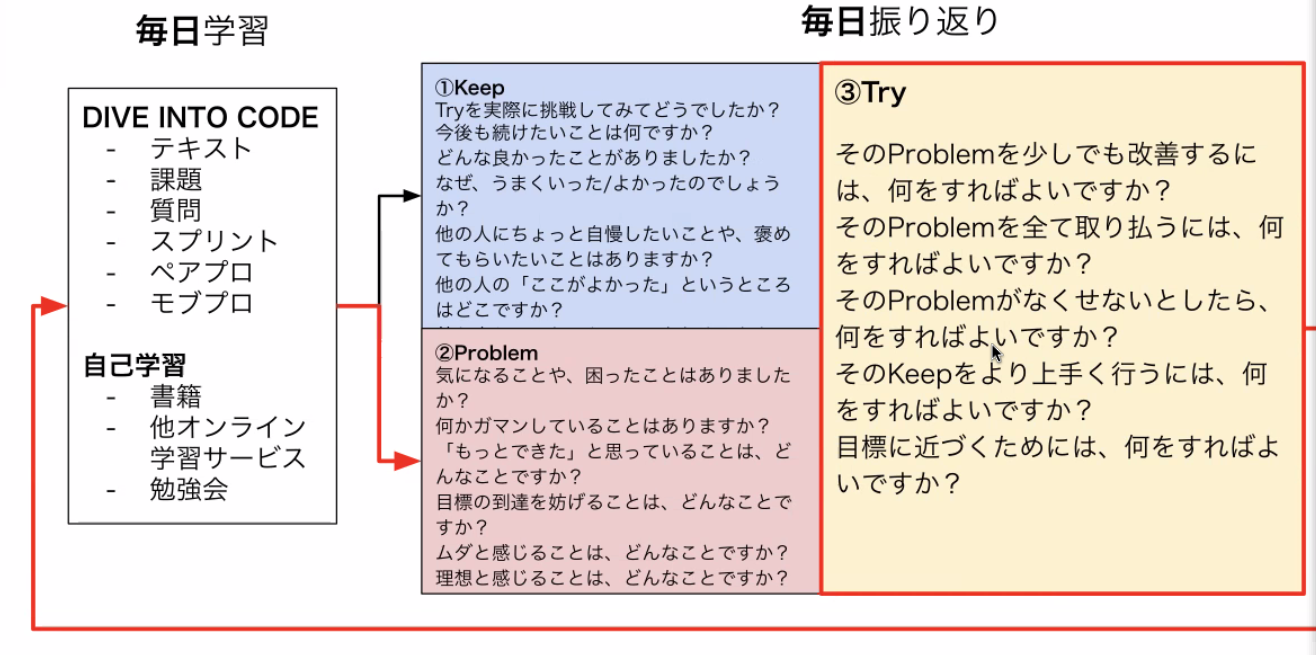 毎日学習
DIVE INTO CODE
- テキスト
- 課題
- 質問
- スプリント
- ペアプロ
- モブプロ
自己学習
- 書籍
- 他オンライン
学習サービス
- 勉強会
毎日振り返り
①Keep
Tryを実際に挑戦してみてどうでしたか？
今後も続けたいことは何ですか？
どんな良かったことがありましたか？
なぜ、うまくいった/よかったのでしょう
か？
他の人にちょっと自慢したいことや、褒め
てもらいたいことはありますか？
他の人の「ここがよかった」というところ
はどこですか？
②Problem
気になることや、困ったことはありました
か？
何かガマンしていることはありますか？
「もっとできた」と思っていることは、ど
んなことですか？
目標の到達を妨げることは、どんなことで
すか？
ムダと感じることは、どんなことですか？
理想と感じることは、どんなことですか？
③Try
そのProblemを少しでも改善するに
は、何をすればよいですか？
そのProblemを全て取り払うには、何
をすればよいですか？
そのProblemがなくせないとしたら、
何をすればよいですか？
そのKeepをより上手く行うには、何
をすればよいですか？
目標に近づくためには、何をすればよ
いですか？